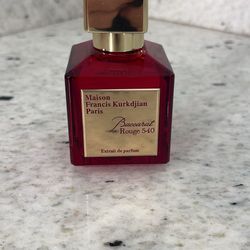 Maison
Francis Kurkdjian
Paris
Baccarat
Rouge 540
Extrait de parfum